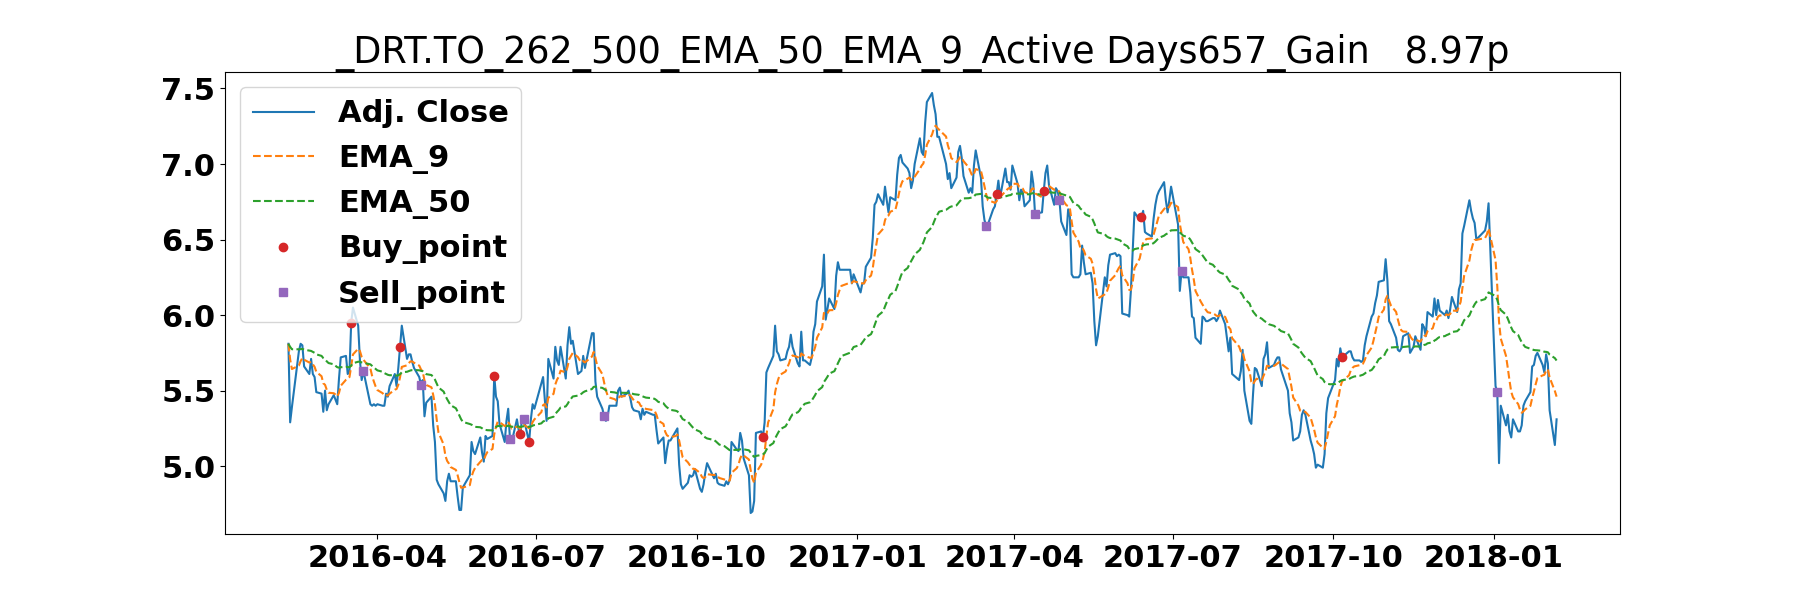 _DRT.TO_262_500_EMA_50_EMA_9_Active Days657_Gain   8.97p
7.5
7.0
6.5
6.0
5.5
5.0
Adj. Close
EMA_9
EMA_50
Buy_point
Sell_point
2016-04 2016-07 2016-10 2017-01 2017-04 2017-07 2017-10 2018-01